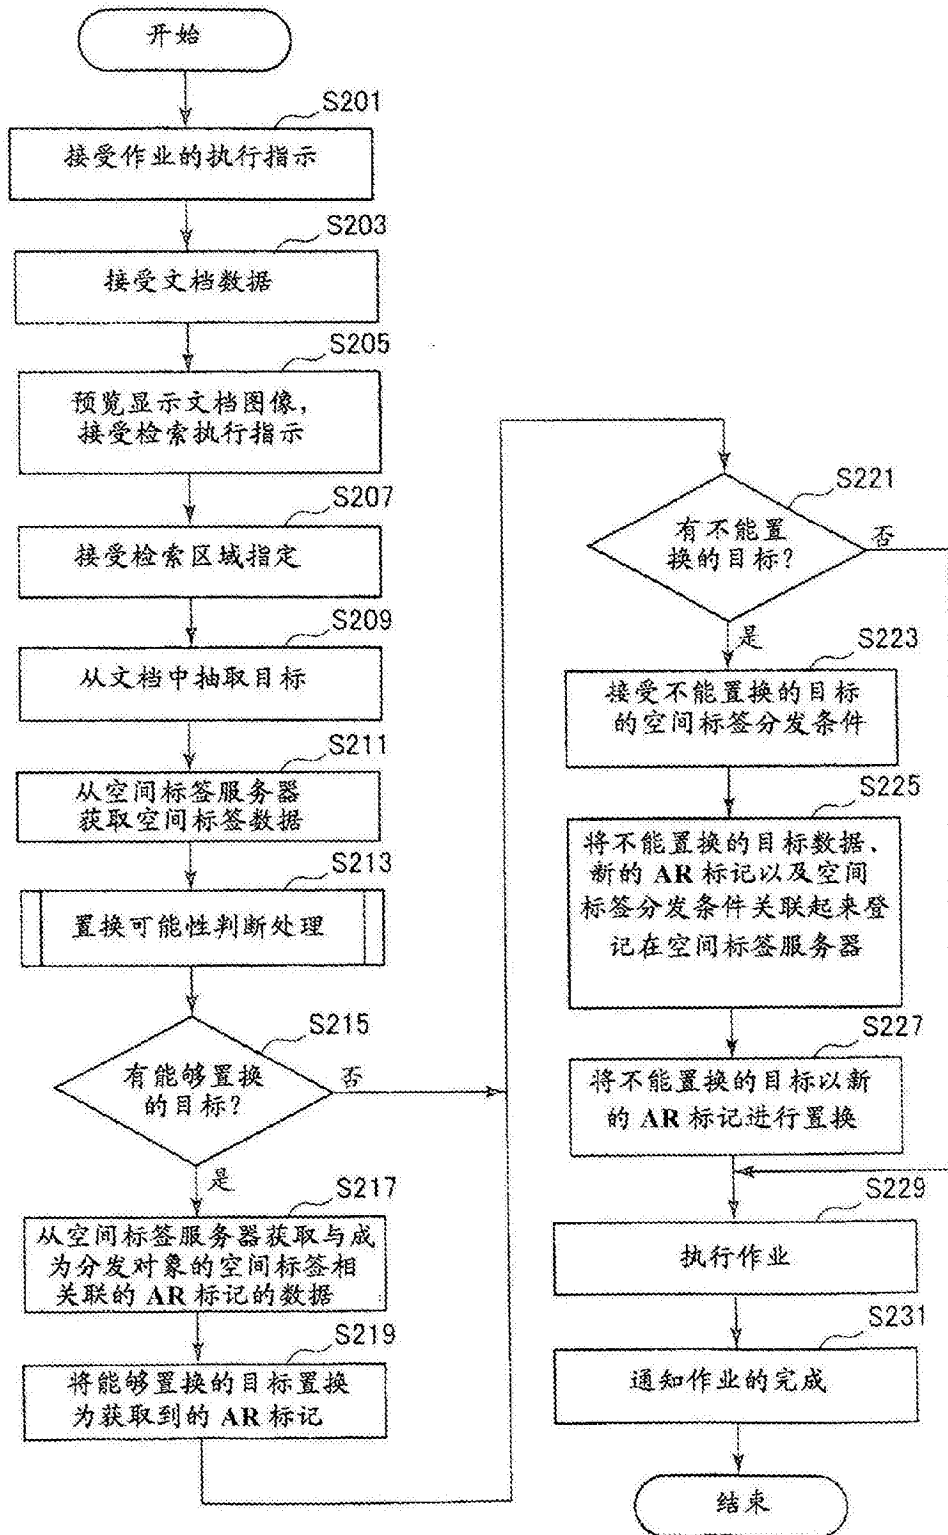 开始
S201
接受作业的执行指示
S203
接受文档数据
S205
预览显示文档图像，
接受检索执行指示
S207
接受检索区域指定
S209
从文档中抽取目标
S211
从空间标签服务器
获取空间标签数据
S213
置换可能性判断处理
S215
有能够置换
的目标？
否
是
S217
从空间标签服务器获取与成
为分发对象的空间标签相
关联的 AR 标记的数据
S219
将能够置换的目标置换
为获取到的 AR 标记
S221
有不能置
换的目标？
否
是
S223
接受不能置换的目标
的空间标签分发条件
S225
将不能置换的目标数据、
新的 AR 标记以及空间
标签分发条件关联起来登
记在空间标签服务器
S227
将不能置换的目标以新
的 AR 标记进行置换
S229
执行作业
S231
通知作业的完成
结束